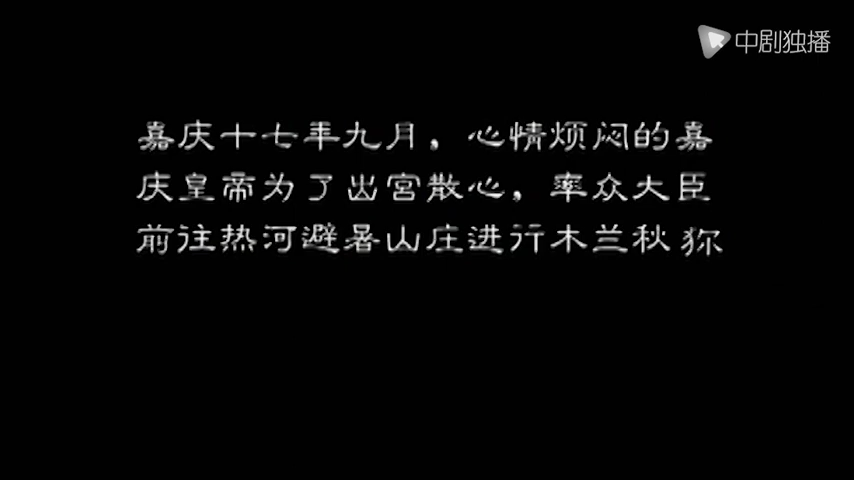 中剧独播
嘉庆十七年九月，心情烦闷的嘉
庆皇帝为了出宫散心，率众大臣
前往热河避暑山庄进行木兰秋狝